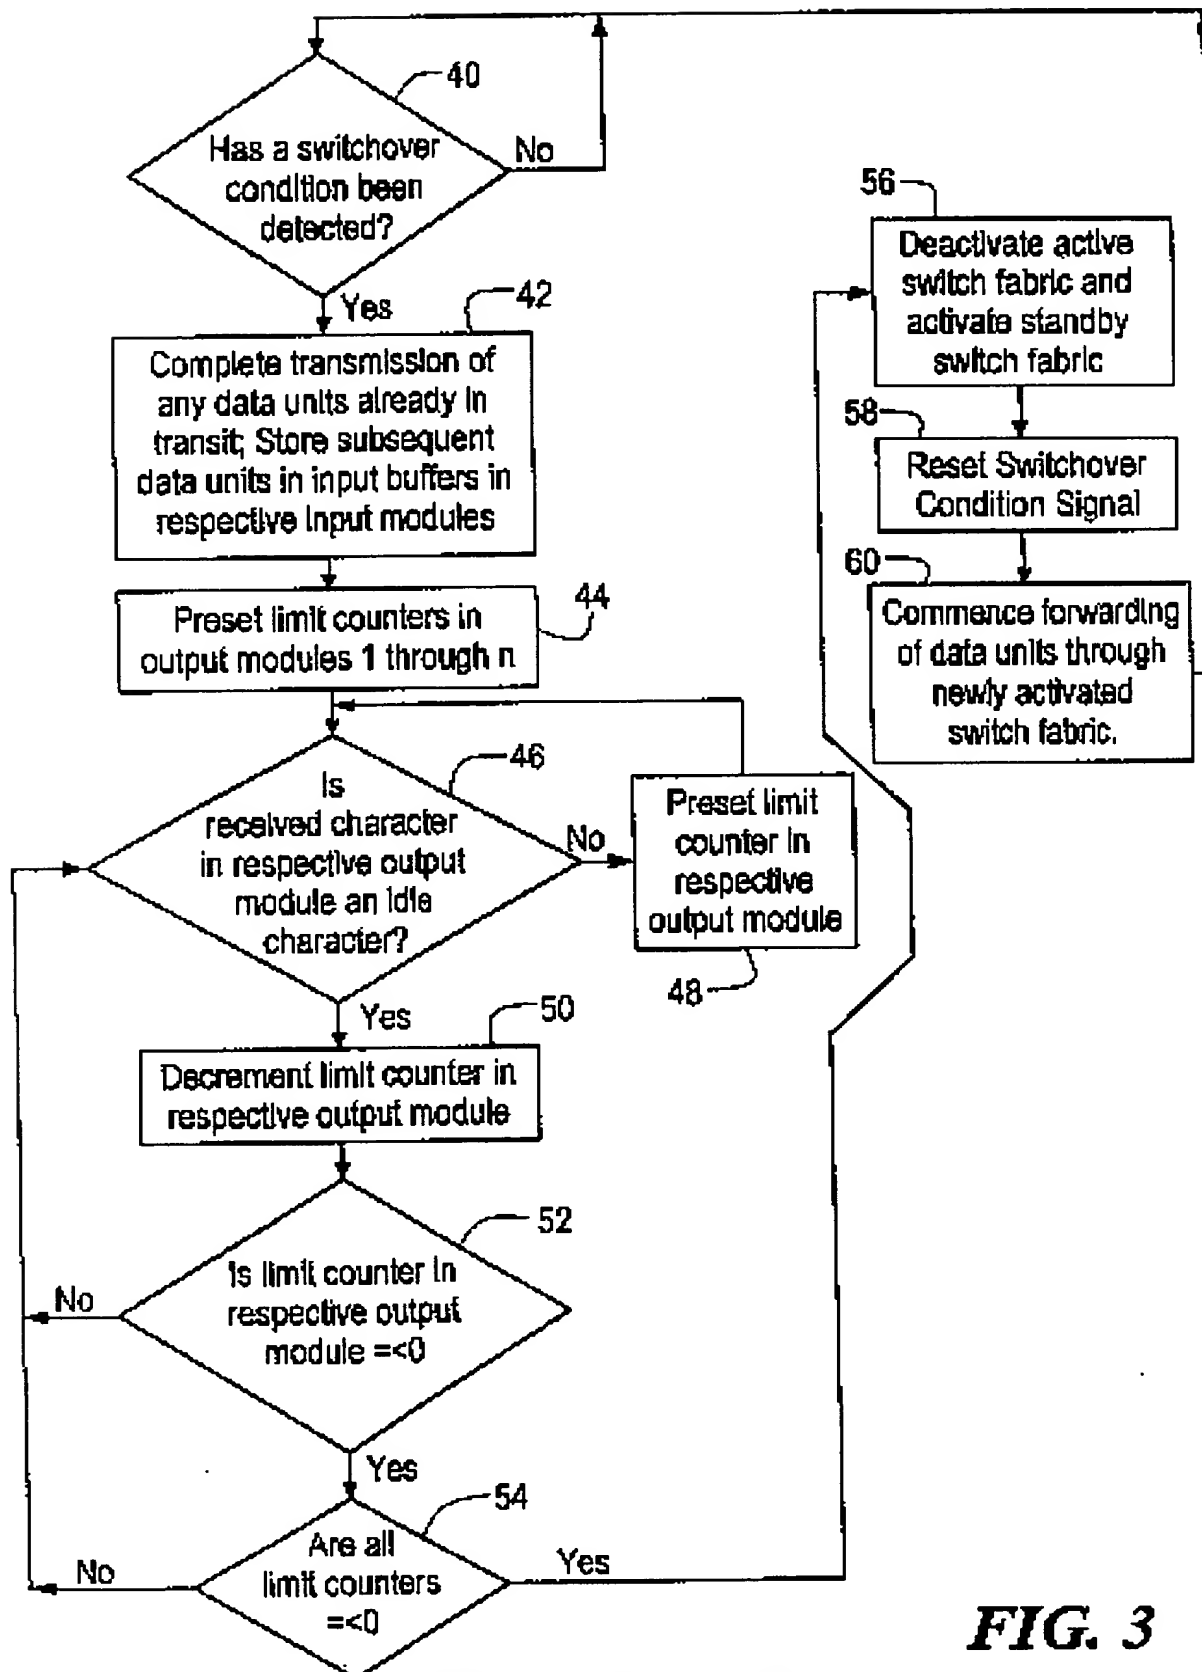 40
Has a switchover
condition been
detected?
No
Yes
42
Complete transmission of
any data units already in
transit; Store subsequent
data units in input buffers in
respective input modules
44
Preset limit counters in
output modules 1 through n
46
Is
received character
in respective output
module an idle
character?
No
Preset limit
counter in
respective
output module
48
Yes
50
Decrement limit counter in
respective output module
52
Is limit counter in
respective output
module =<0
No
Yes
54
Are all
limit counters
=<0
No
Yes
56
Deactivate active
switch fabric and
activate standby
switch fabric
58
Reset Switchover
Condition Signal
60
Commence forwarding
of data units through
newly activated
switch fabric.
FIG. 3